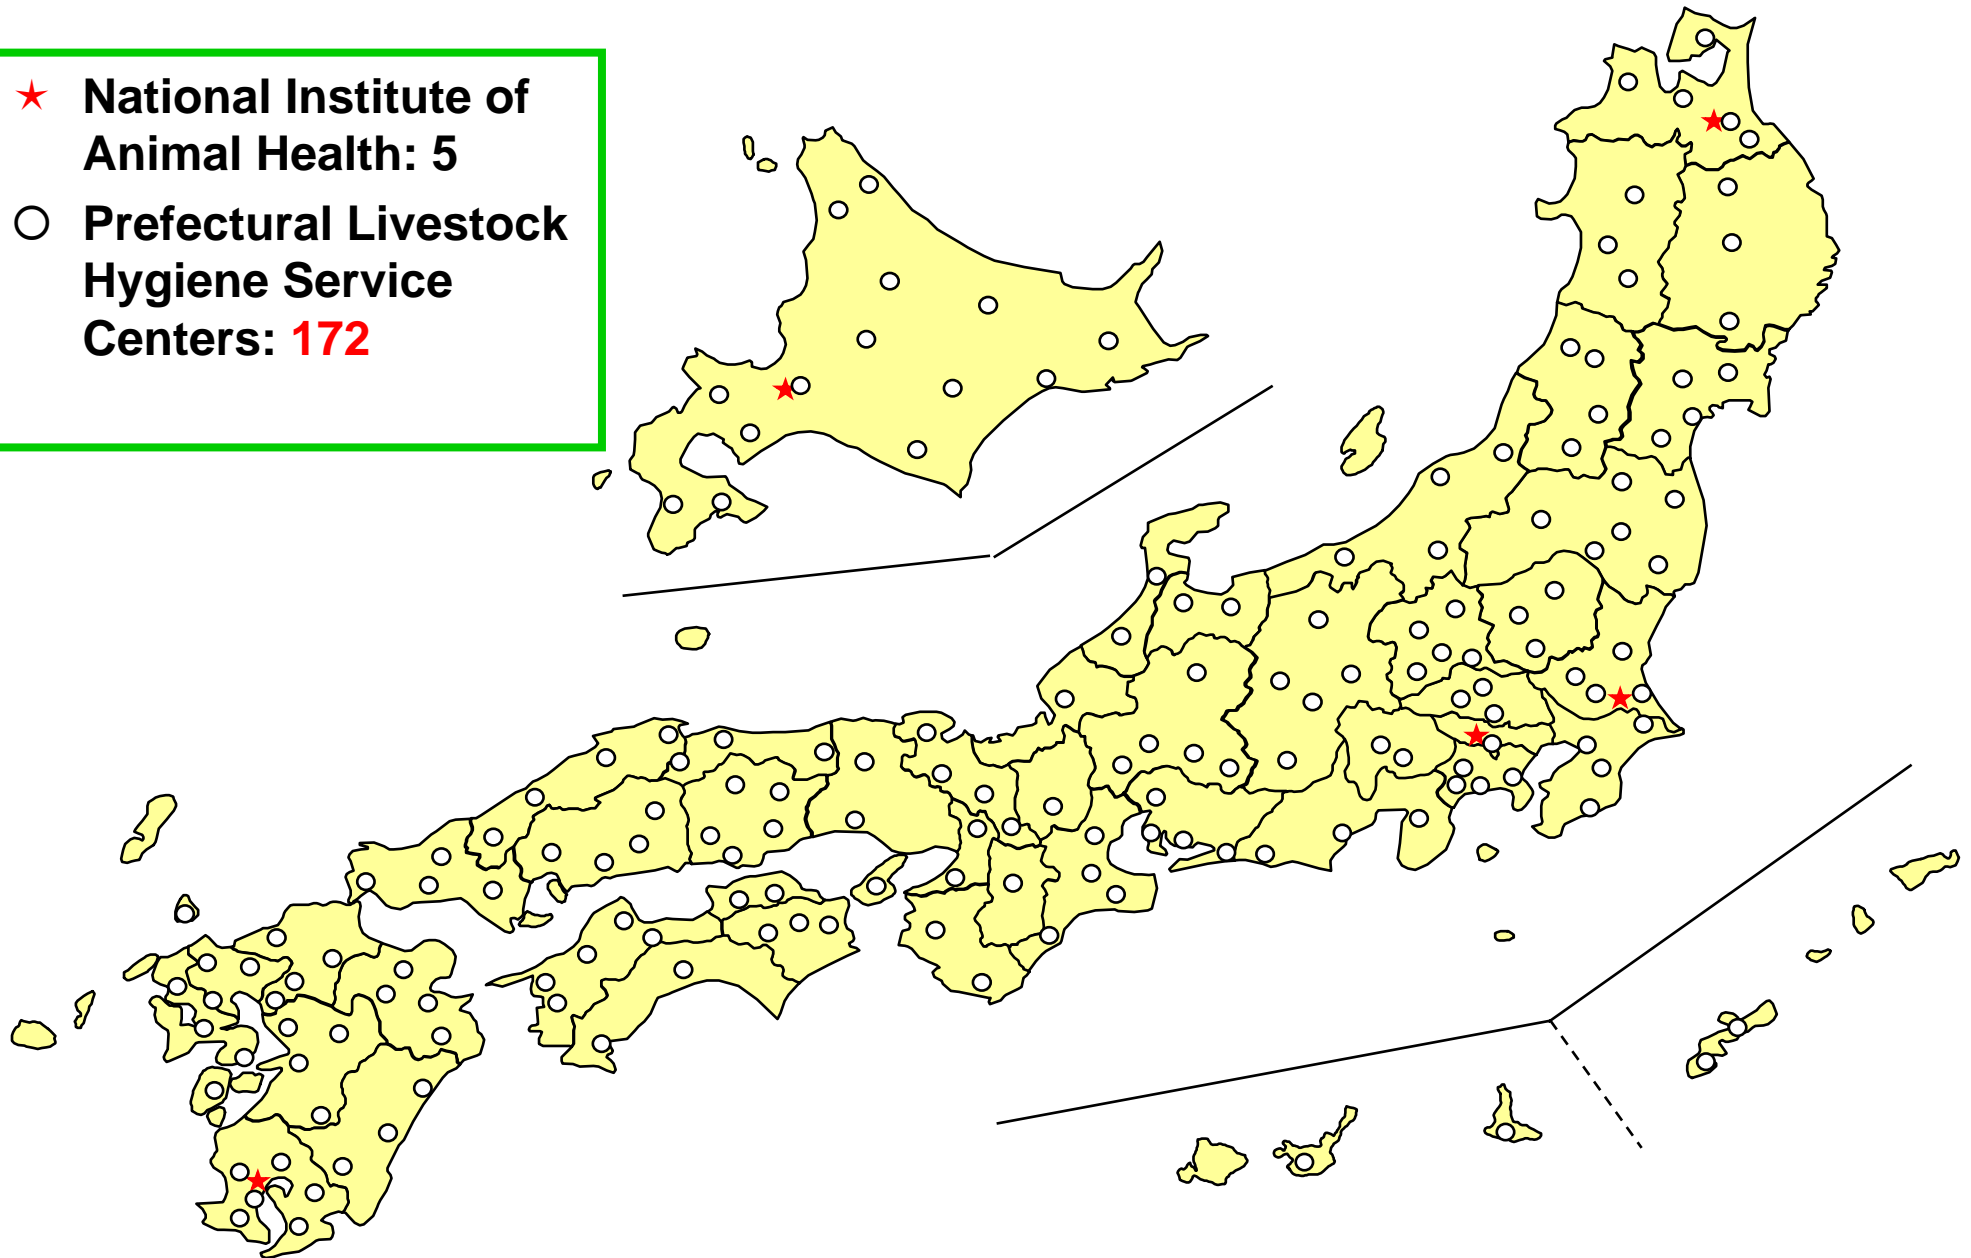 National Institute of
Animal Health: 5
Prefectural Livestock
Hygiene Service
Centers: 172